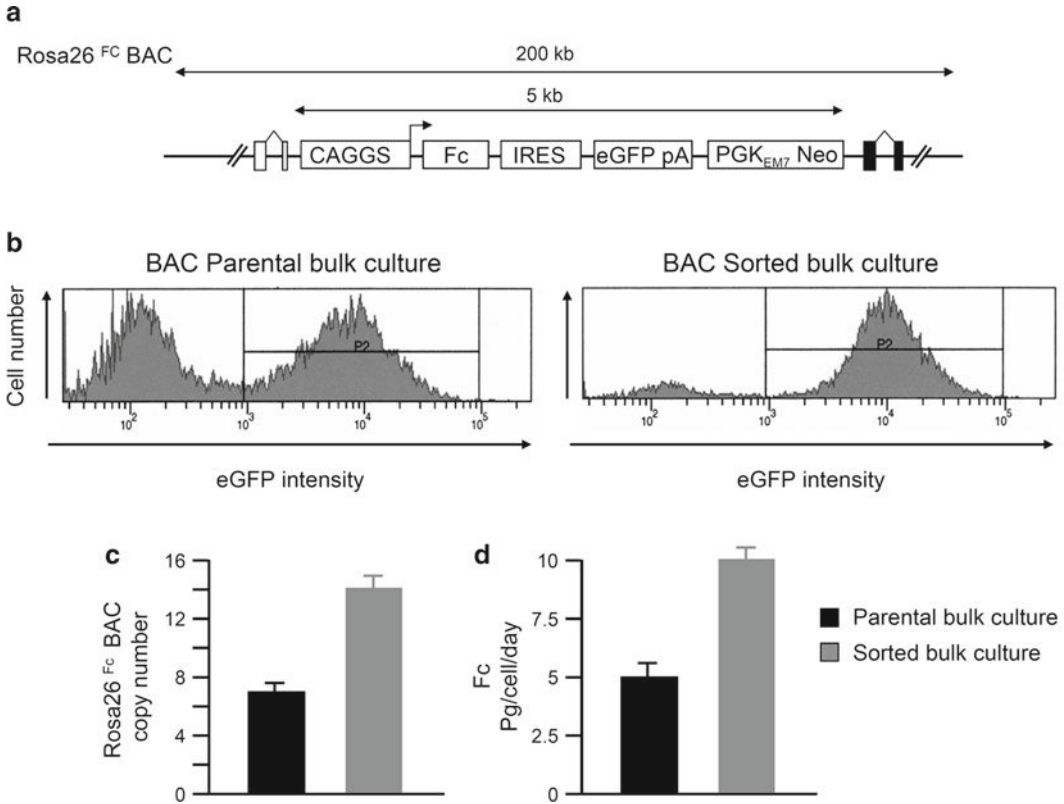 a
Rosa26 FC BAC
200 kb
5 kb
CAGGS
Fc
IRES
eGFP pA
PGKEM7 Neo
b
BAC Parental bulk culture
BAC Sorted bulk culture
Cell number
P2
10² 10³ 10⁴ 10⁵
eGFP intensity
P2
10² 10³ 10⁴ 10⁵
eGFP intensity
c
Rosa26 Fc BAC
copy number
16
12
8
4
0
d
Fc
Pg/cell/day
10
7.5
5
2.5
0
Parental bulk culture
Sorted bulk culture